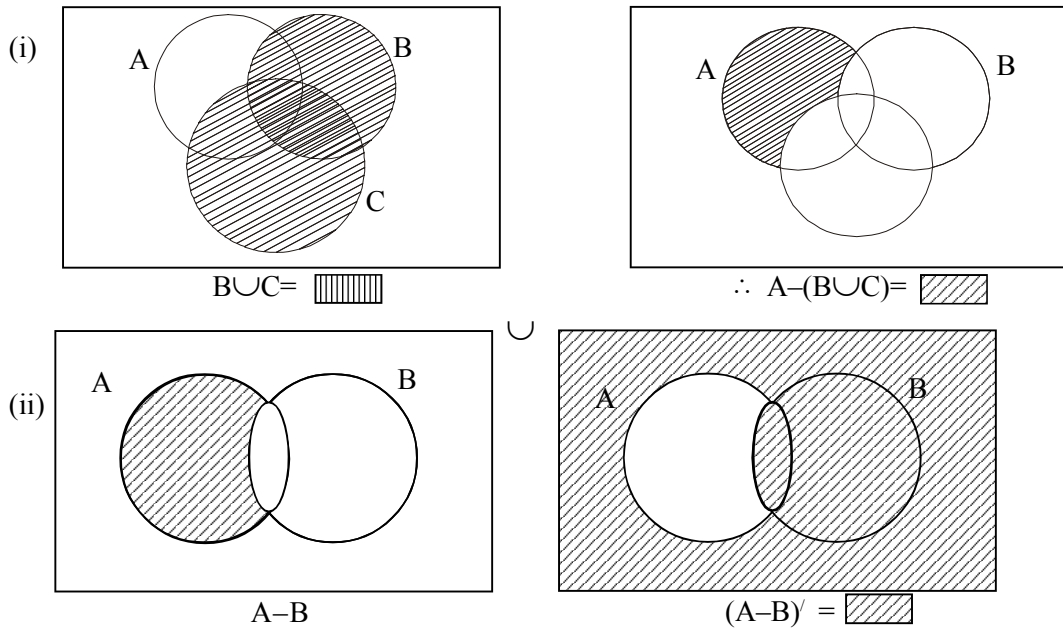 (i)
A B
C
A B
B∪C=
∴ A–(B∪C)=
∪
(ii)
A B
A B
A–B
(A–B)/ =